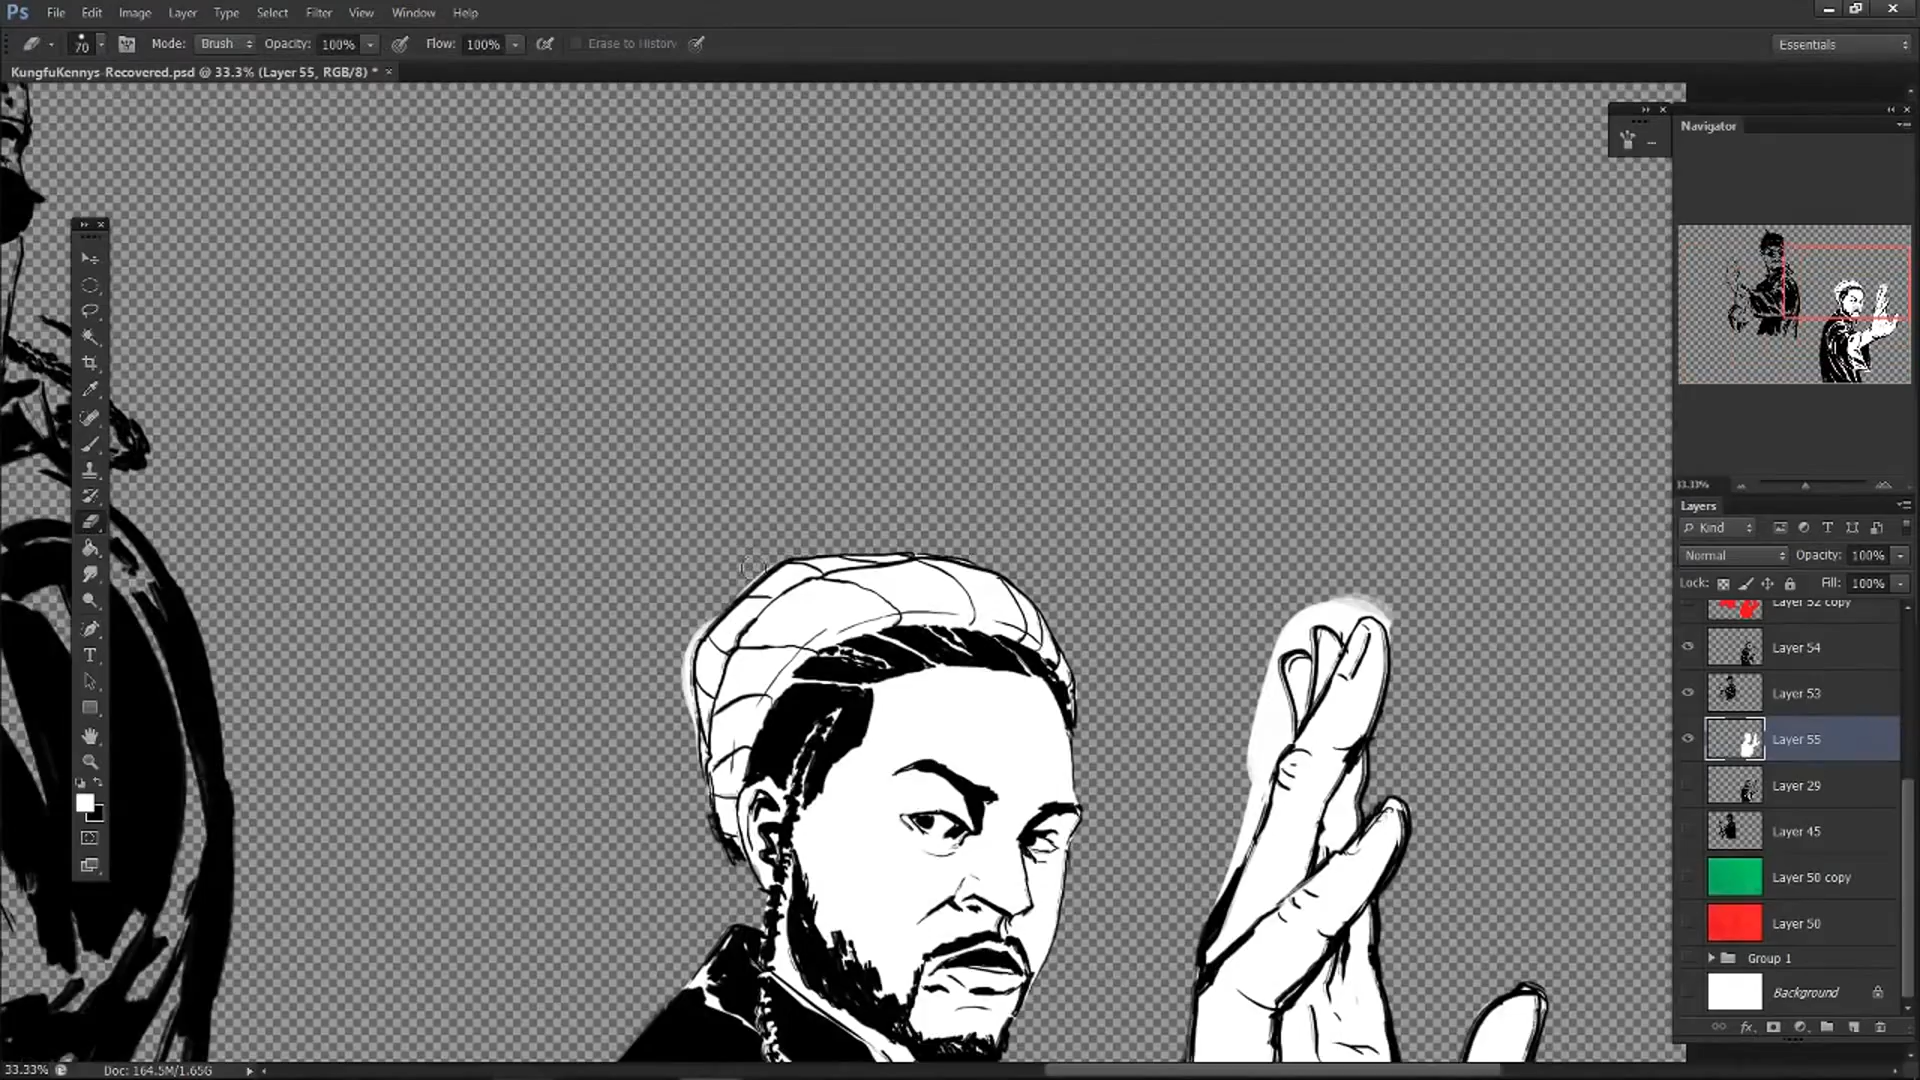 Ps File Edit Image Layer Type Select Filter View Window Help
70 Mode: Brush Opacity: 100% Flow: 100% Erase to History Essentials
KungfuKennys-Recovered.psd @ 33.3% (Layer 55, RGB/8) * ×
Navigator
33.33%
Layers
Kind
Normal Opacity: 100%
Lock: Fill: 100%
Layer 52 copy
Layer 54
Layer 53
Layer 55
Layer 29
Layer 45
Layer 50 copy
Layer 50
Group 1
Background
33.33% Doc: 164.5M/1.65G